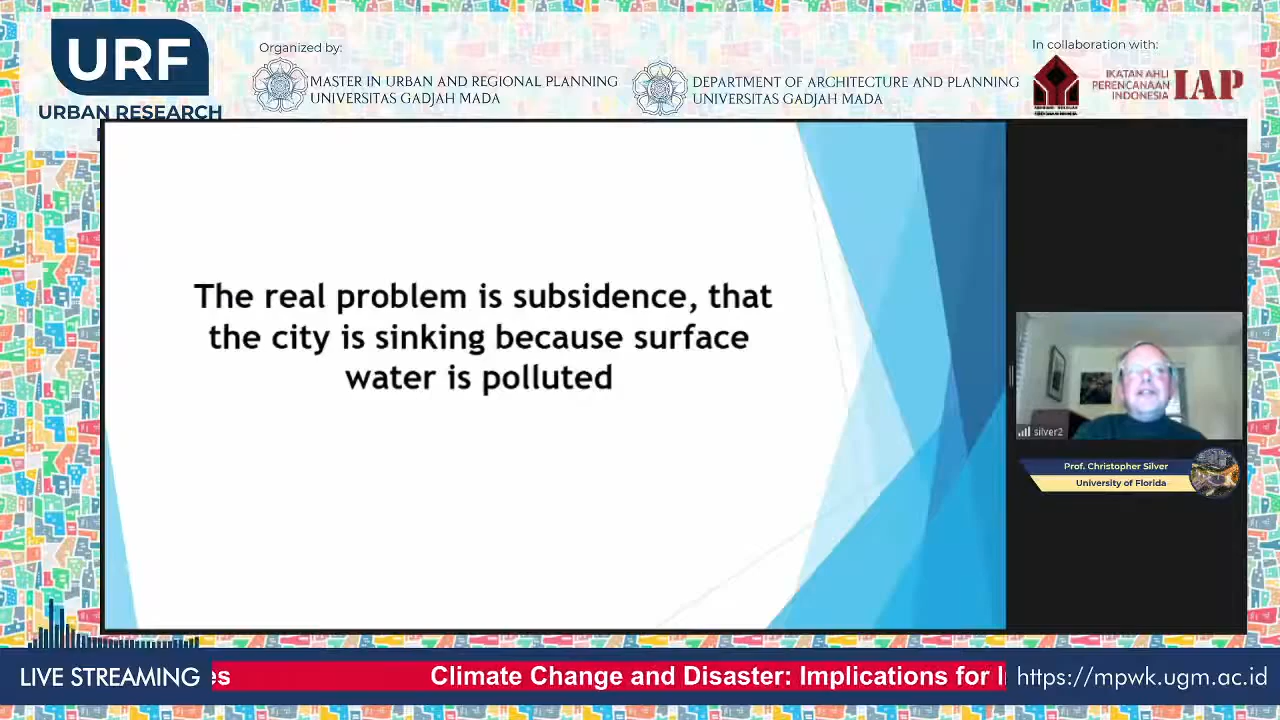 URF
URBAN RESEARCH
Organized by:
MASTER IN URBAN AND REGIONAL PLANNING
UNIVERSITAS GADJAH MADA
DEPARTMENT OF ARCHITECTURE AND PLANNING
UNIVERSITAS GADJAH MADA
In collaboration with:
IKATAN AHLI
PERENCANAAN
INDONESIA
IAP
The real problem is subsidence, that
the city is sinking because surface
water is polluted
silver2
Prof. Christopher Silver
University of Florida
LIVE STREAMING
es
Climate Change and Disaster: Implications for I
https://mpwk.ugm.ac.id